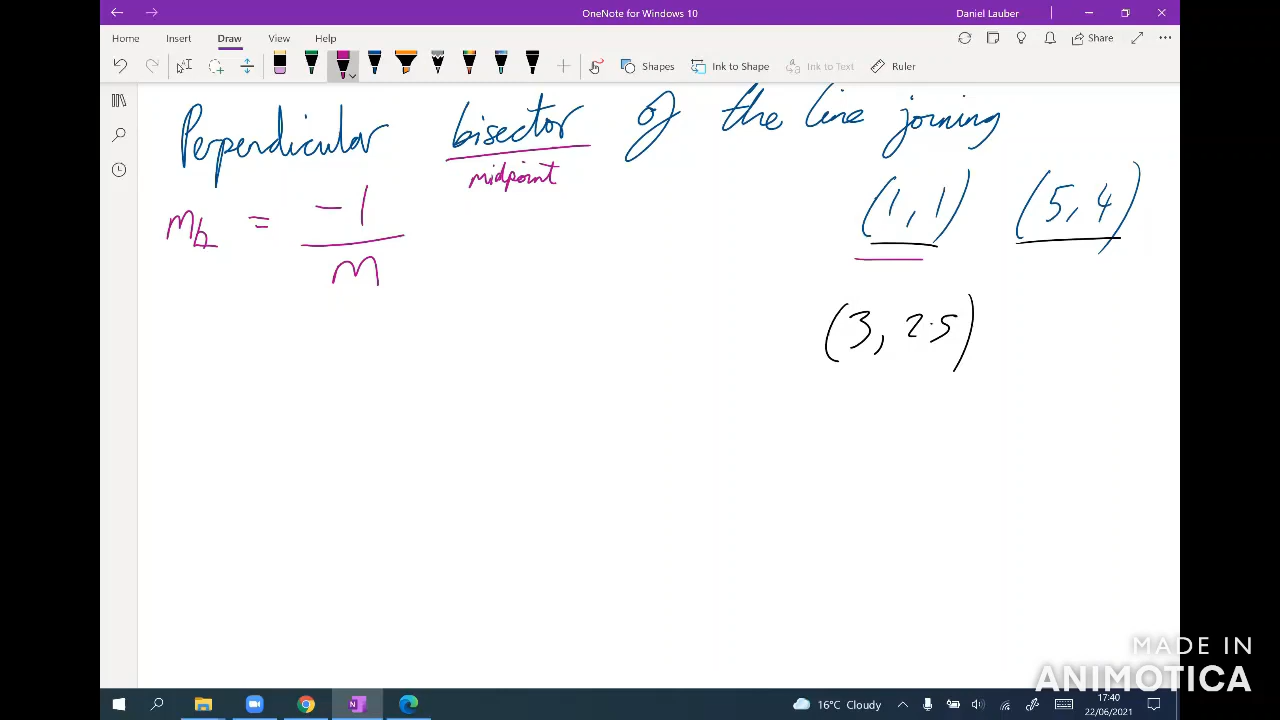 OneNote for Windows 10
Daniel Lauber
Home Insert Draw View Help
Share
Shapes Ink to Shape Ink to Text Ruler
Perpendicular bisector of the line joining
midpoint
(1, 1) (5, 4)
m_b = -1/m
(3, 2.5)
MADE IN
ANIMOTICA
16°C Cloudy
17:40
22/06/2021